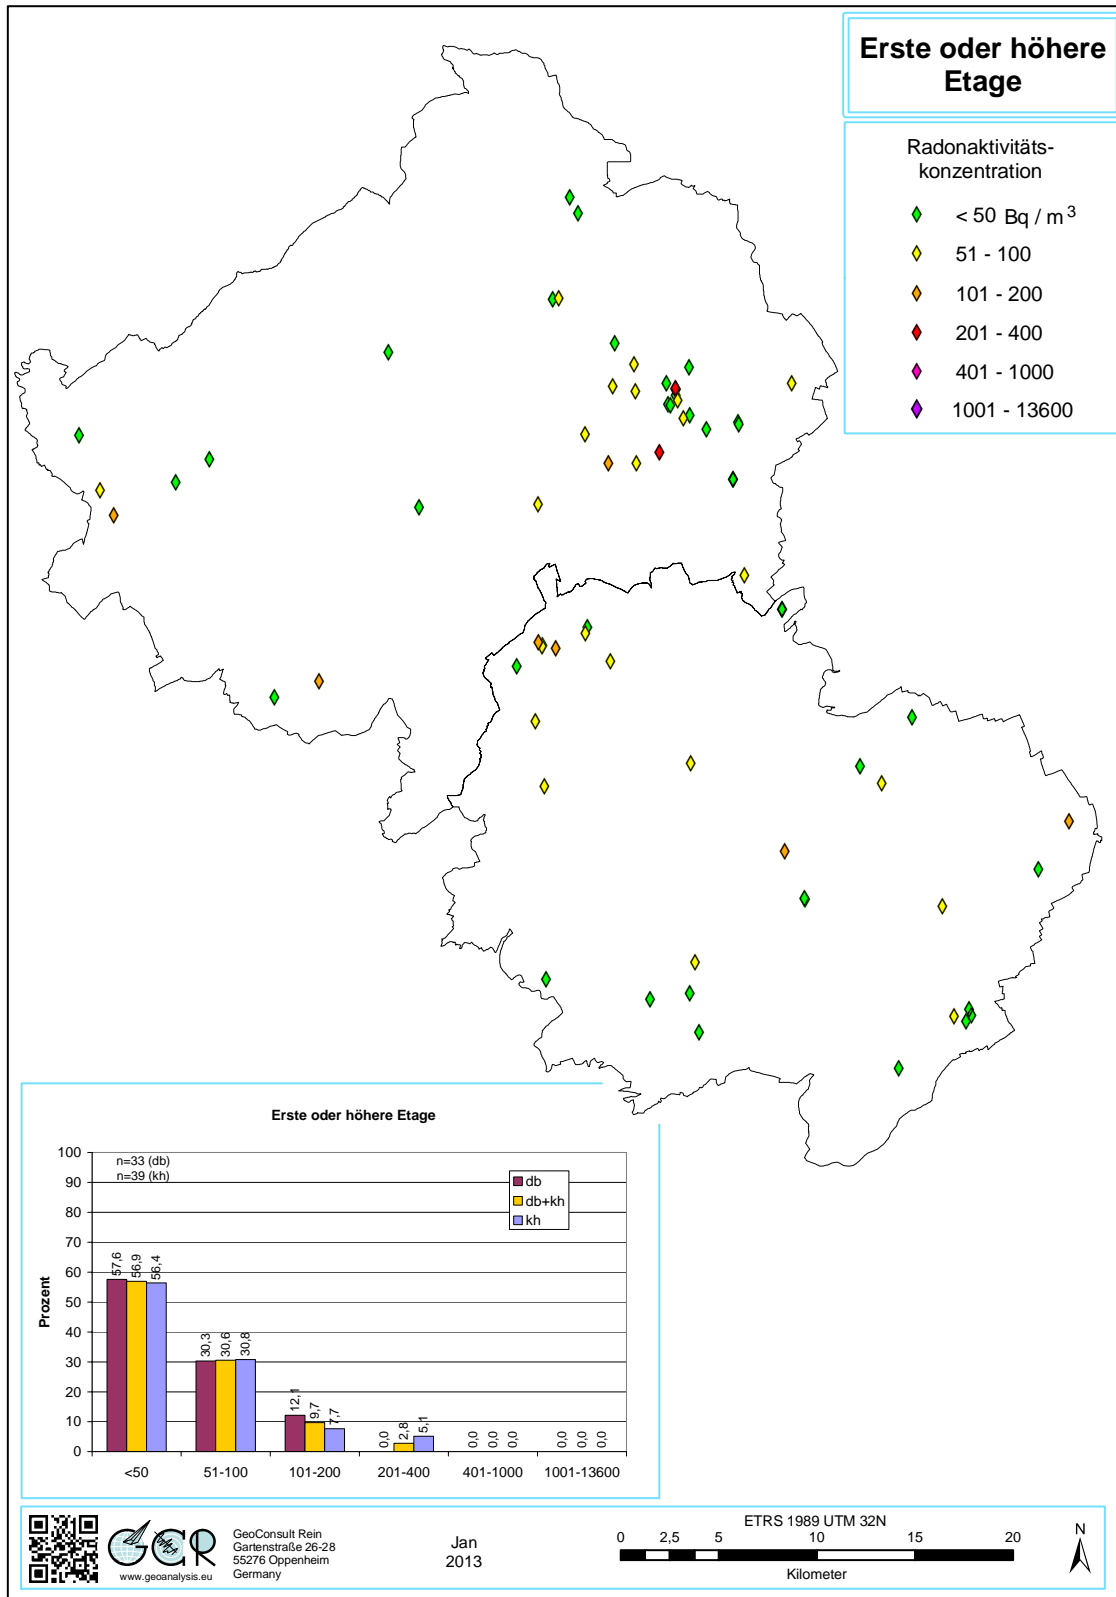 Erste oder höhere
Etage
Radonaktivitäts-
konzentration
< 50 Bq / m³
51 - 100
101 - 200
201 - 400
401 - 1000
1001 - 13600
Erste oder höhere Etage
n=33 (db)
n=39 (kh)
db
db+kh
kh
Prozent
100
90
80
70
60
50
40
30
20
10
0
57,6
56,9
56,4
30,3
30,6
30,8
12,1
9,7
7,7
0,0
2,8
5,1
0,0
0,0
0,0
0,0
0,0
0,0
<50
51-100
101-200
201-400
401-1000
1001-13600
GCR
www.geoanalysis.eu
GeoConsult Rein
Gartenstraße 26-28
55276 Oppenheim
Germany
Jan
2013
ETRS 1989 UTM 32N
0 2,5 5 10 15 20
Kilometer
N